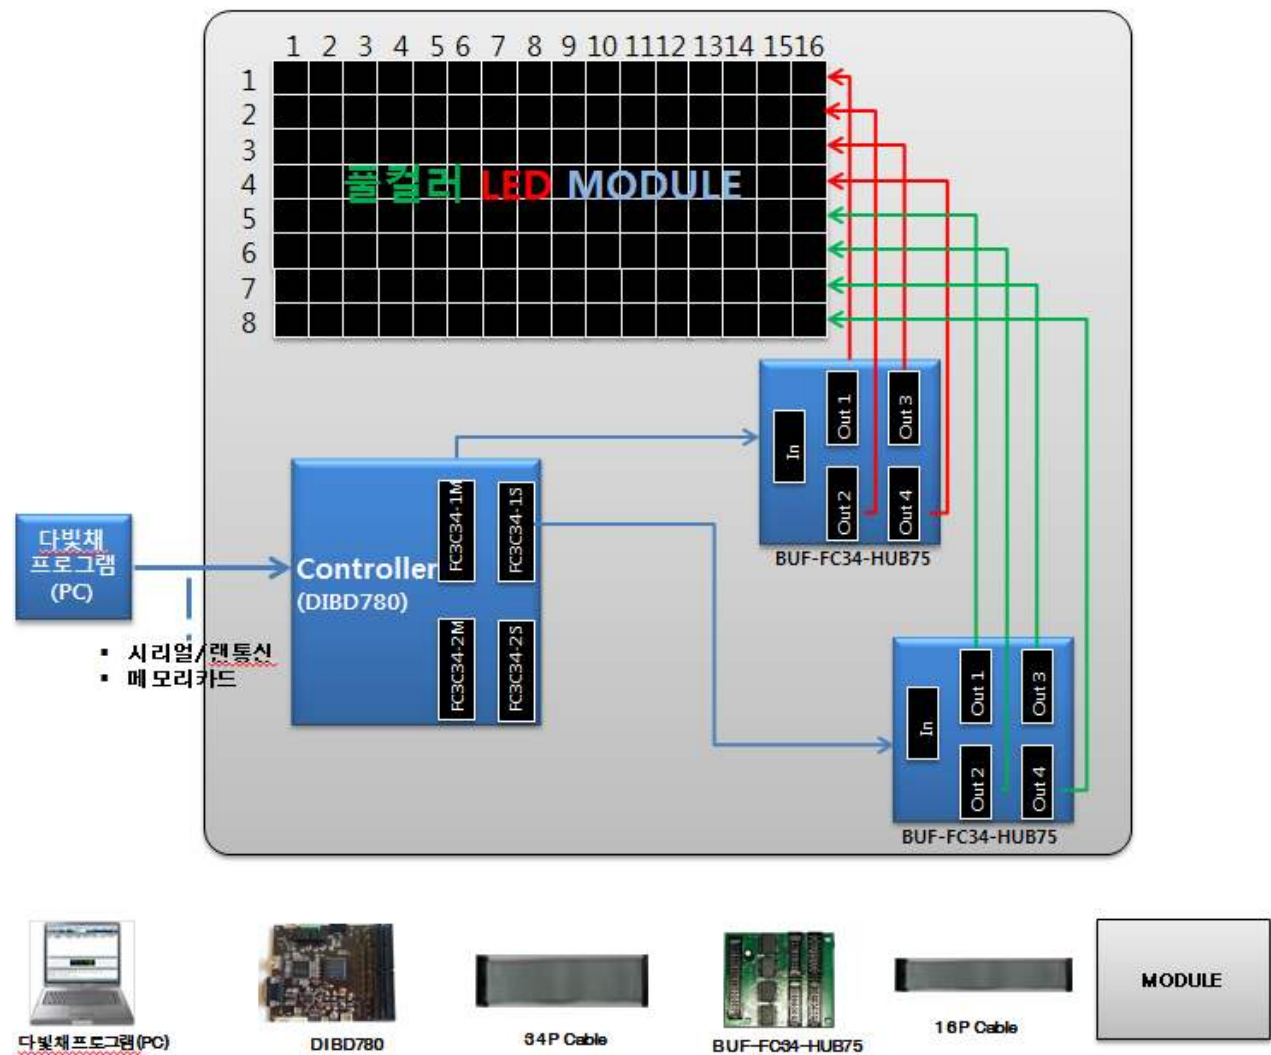 1 2 3 4 5 6 7 8 9 10 11 12 13 14 15 16
1
2
3
4
5
6
7
8
풀컬러 LED MODULE
In
Out 1
Out 3
Out 2
Out 4
BUF-FC34-HUB75
다빛채
프로그램
(PC)
Controller
(DIBD780)
FC3C34-1M
FC3C34-1S
FC3C34-2M
FC3C34-2S
▪ 시리얼/랜통신
▪ 메모리카드
In
Out 1
Out 3
Out 2
Out 4
BUF-FC34-HUB75
다빛채프로그램(PC)
DIBD780
34P Cable
BUF-FC34-HUB75
16P Cable
MODULE